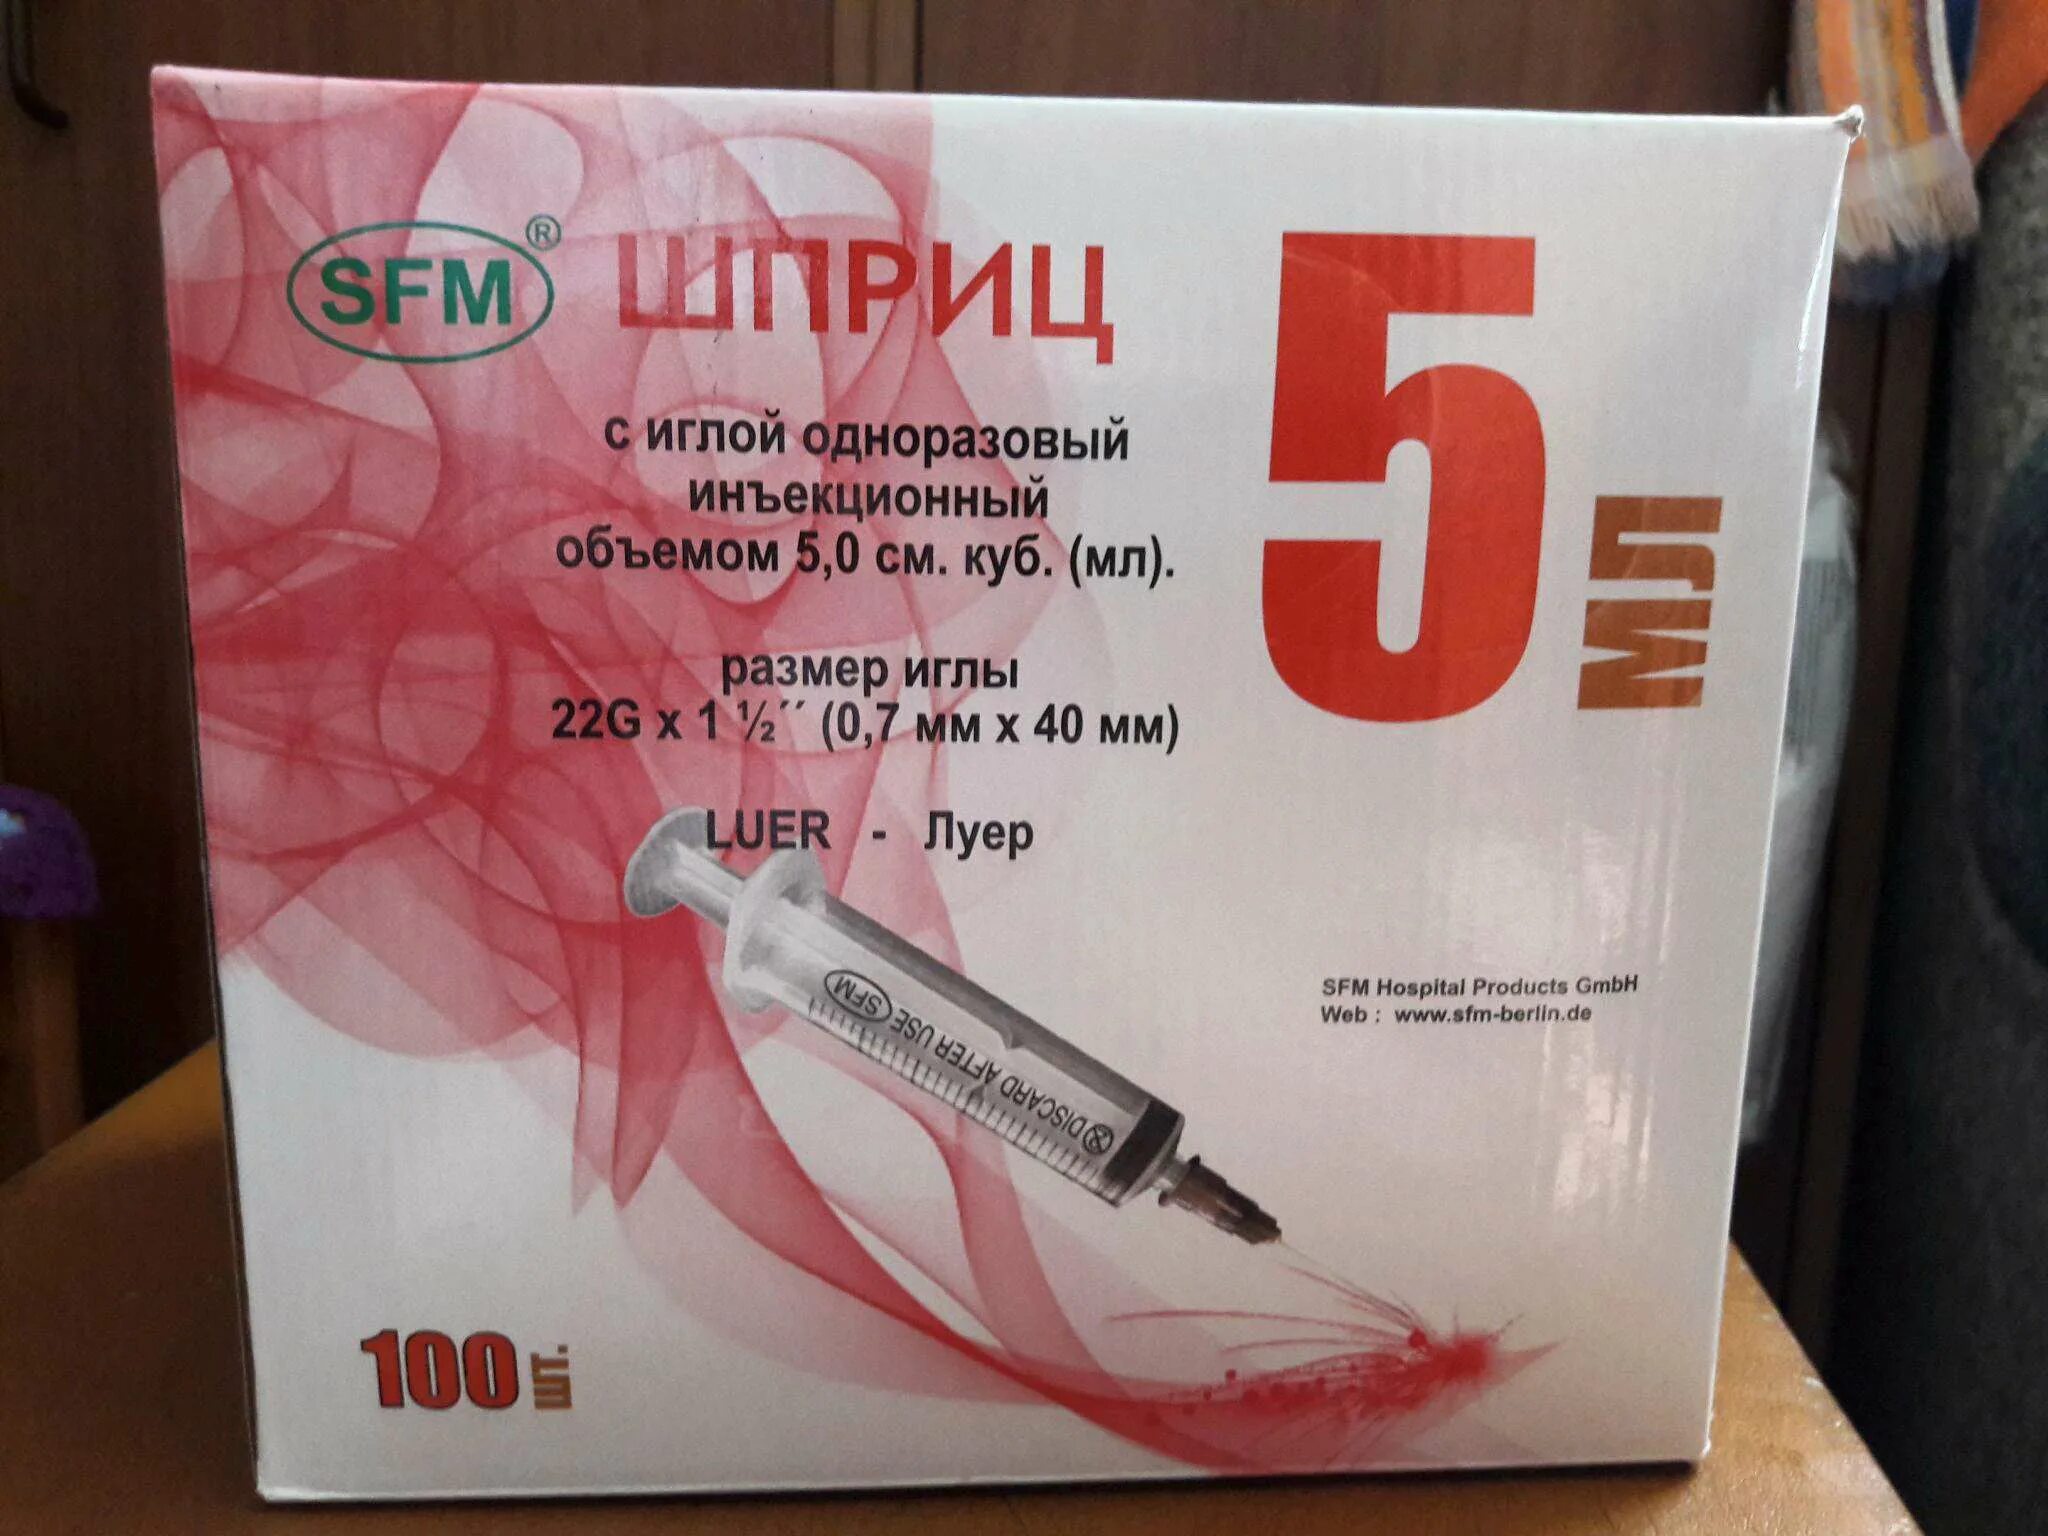 SFM ®
ШПРИЦ
5 мл
с иглой одноразовый
инъекционный
объемом 5,0 см. куб. (мл).
размер иглы
22G x 1 ½´´ (0,7 мм x 40 мм)
LUER - Луер
SFM
DISCARD AFTER USE
SFM Hospital Products GmbH
Web : www.sfm-berlin.de
100 шт.